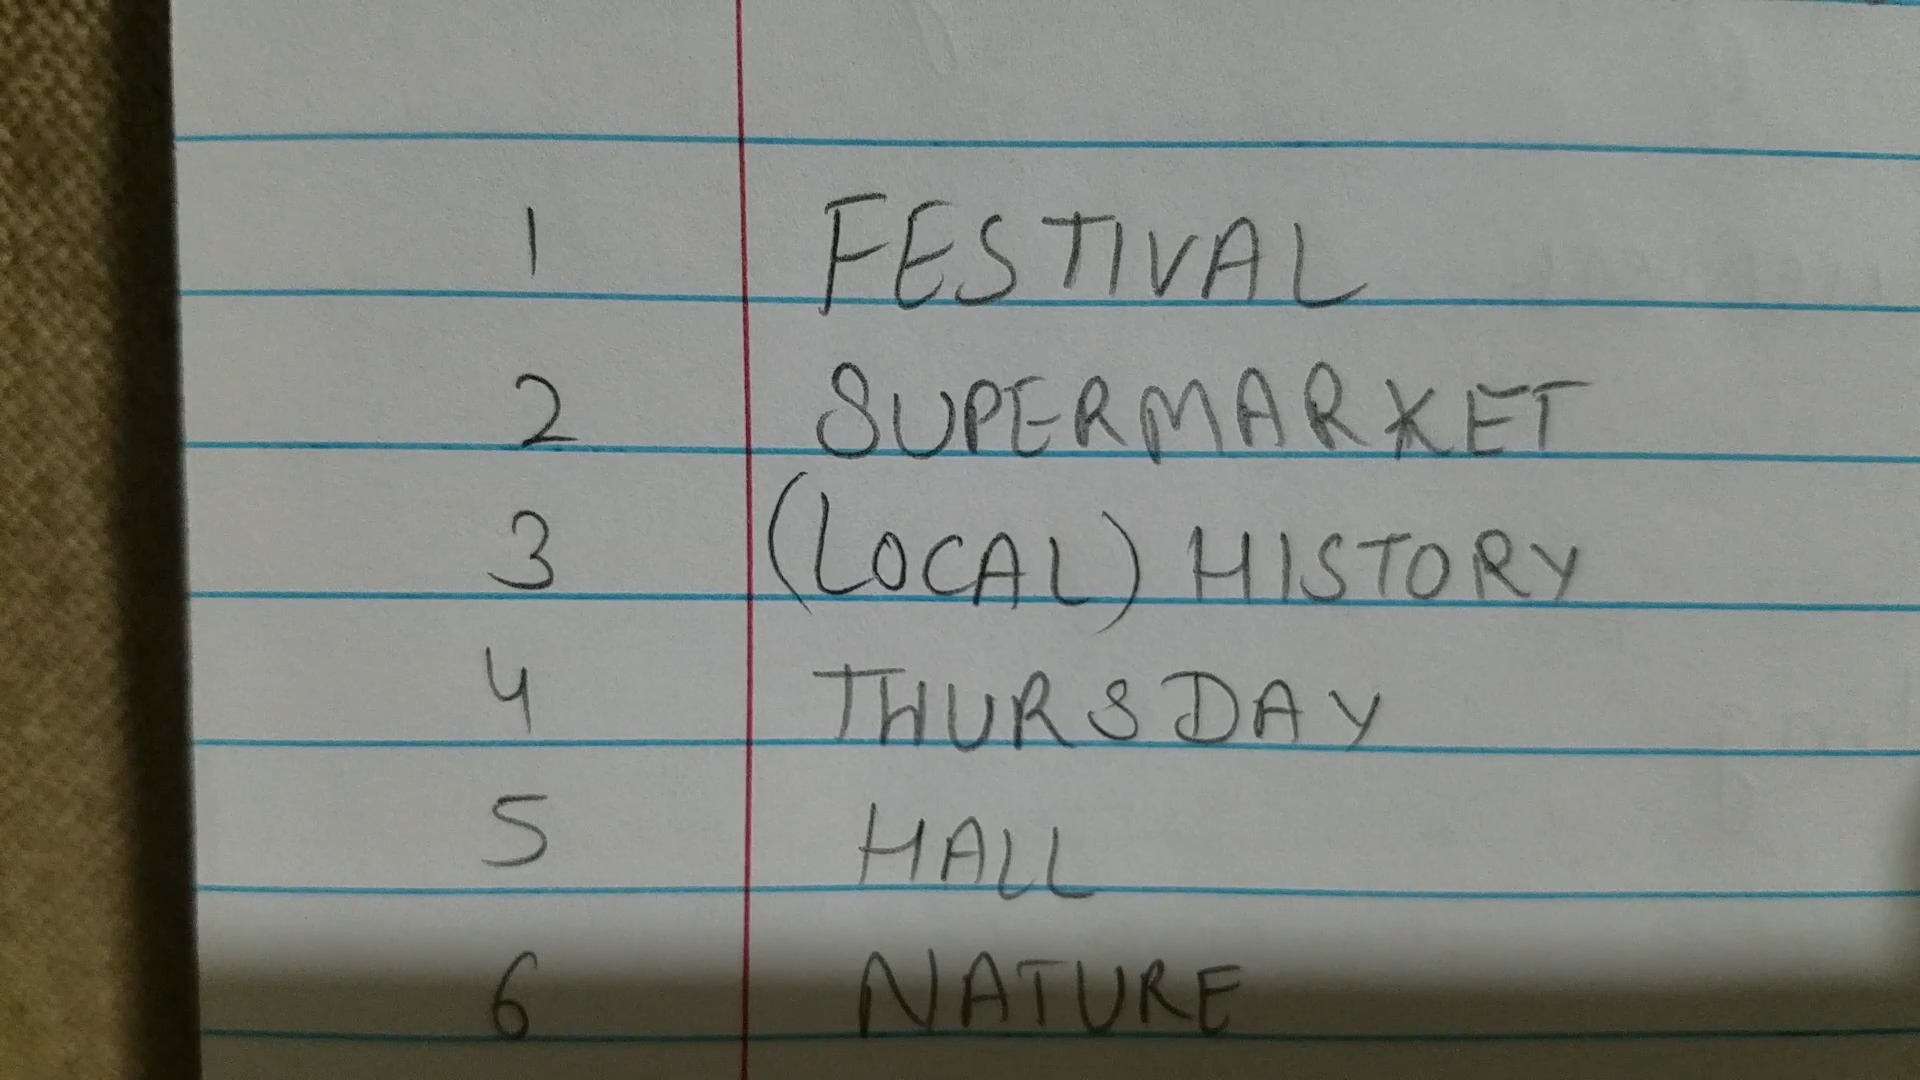 1 FESTIVAL
2 SUPERMARKET
3 (LOCAL) HISTORY
4 THURSDAY
5 HALL
6 NATURE